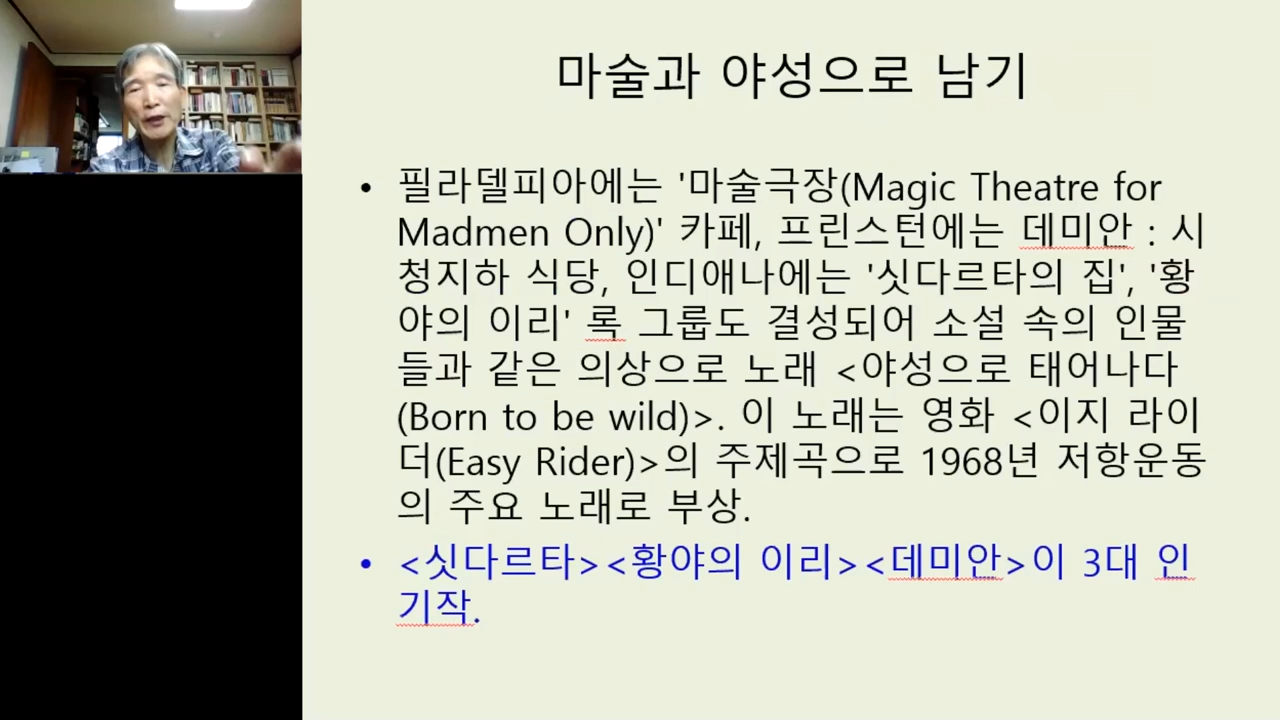 마술과 야성으로 남기
• 필라델피아에는 '마술극장(Magic Theatre for
Madmen Only)' 카페, 프린스턴에는 데미안 : 시
청지하 식당, 인디애나에는 '싯다르타의 집', '황
야의 이리' 록 그룹도 결성되어 소설 속의 인물
들과 같은 의상으로 노래 <야성으로 태어나다
(Born to be wild)>. 이 노래는 영화 <이지 라이
더(Easy Rider)>의 주제곡으로 1968년 저항운동
의 주요 노래로 부상.
• <싯다르타><황야의 이리><데미안>이 3대 인
기작.